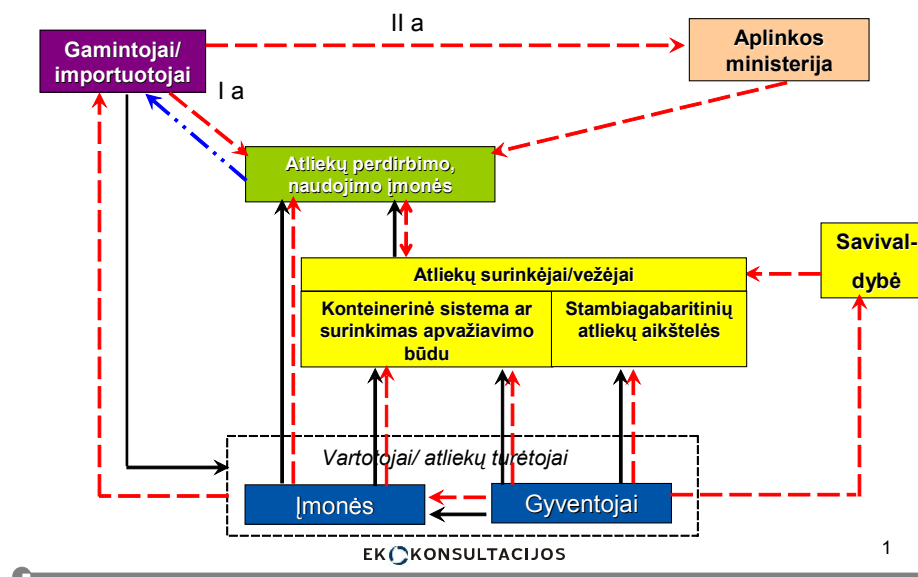 II a
Gamintojai/
importuotojai
Aplinkos
ministerija
I a
Atliekų perdirbimo,
naudojimo įmonės
Savival-
dybė
Atliekų surinkėjai/vežėjai
Konteinerinė sistema ar
surinkimas apvažiavimo
būdu
Stambiagabaritinių
atliekų aikštelės
Vartotojai/ atliekų turėtojai
Įmonės
Gyventojai
EKOKONSULTACIJOS
1